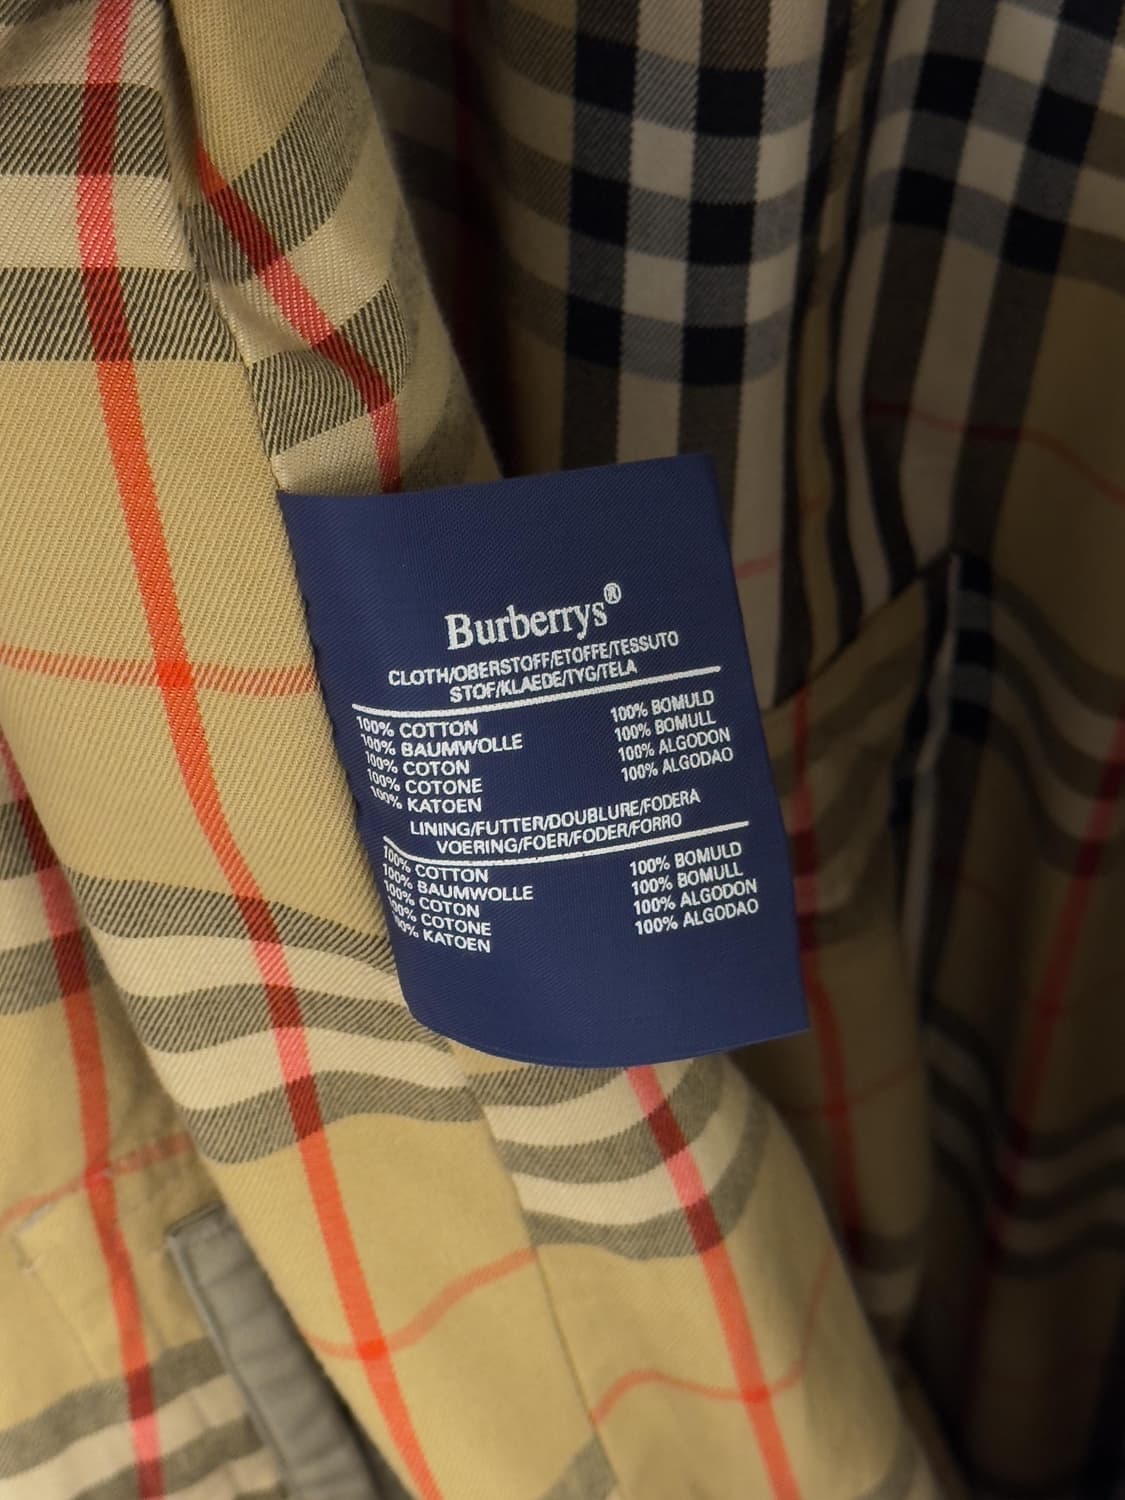 Burberrys®
CLOTH/OBERSTOFF/ETOFFE/TESSUTO
STOF/KLAEDE/TYG/TELA
100% COTTON 100% BOMULD
100% BAUMWOLLE 100% BOMULL
100% COTON 100% ALGODON
100% COTONE 100% ALGODAO
100% KATOEN
LINING/FUTTER/DOUBLURE/FODERA
VOERING/FOER/FODER/FORRO
100% COTTON 100% BOMULD
100% BAUMWOLLE 100% BOMULL
100% COTON 100% ALGODON
100% COTONE 100% ALGODAO
100% KATOEN